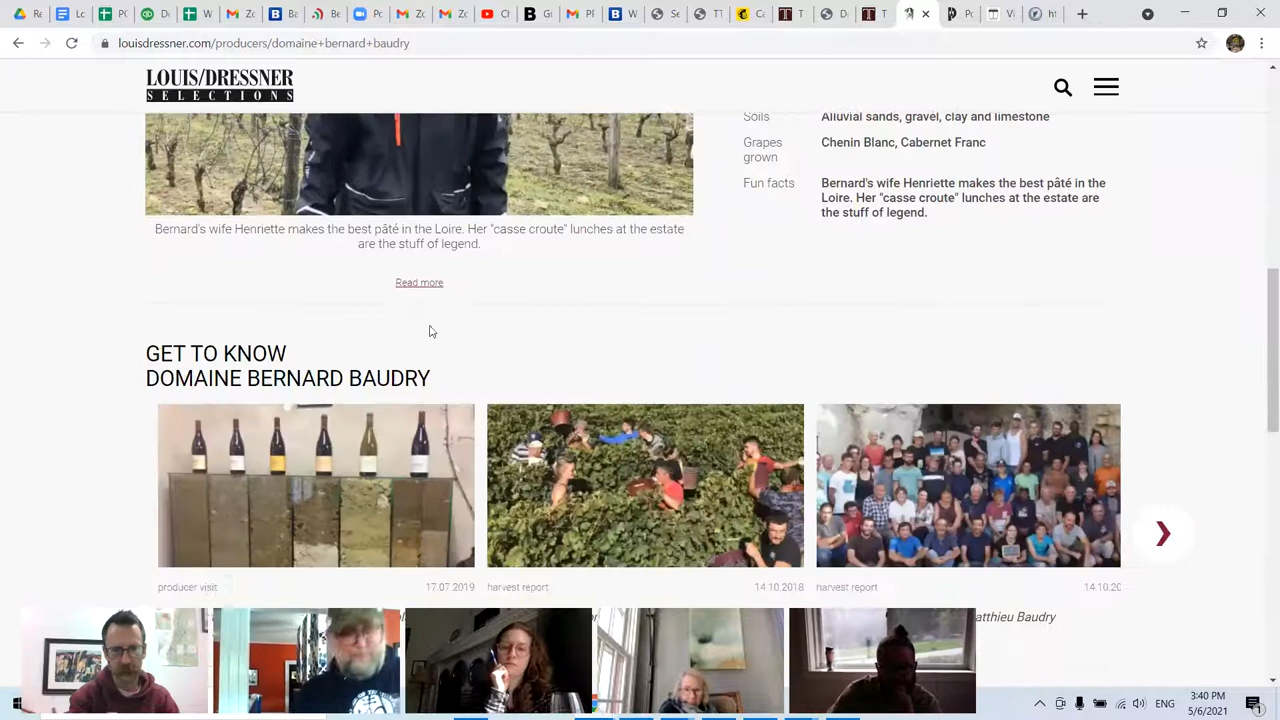 louisdressner.com/producers/domaine+bernard+baudry
LOUIS/DRESSNER
SELECTIONS
Soils
Alluvial sands, gravel, clay and limestone
Grapes
grown
Chenin Blanc, Cabernet Franc
Fun facts
Bernard's wife Henriette makes the best pâté in the
Loire. Her "casse croute" lunches at the estate are
the stuff of legend.
Bernard's wife Henriette makes the best pâté in the Loire. Her "casse croute" lunches at the estate
are the stuff of legend.
Read more
GET TO KNOW
DOMAINE BERNARD BAUDRY
producer visit
17.07.2019
harvest report
14.10.2018
harvest report
14.10.20
atthieu Baudry
ENG
3:40 PM
5/6/2021